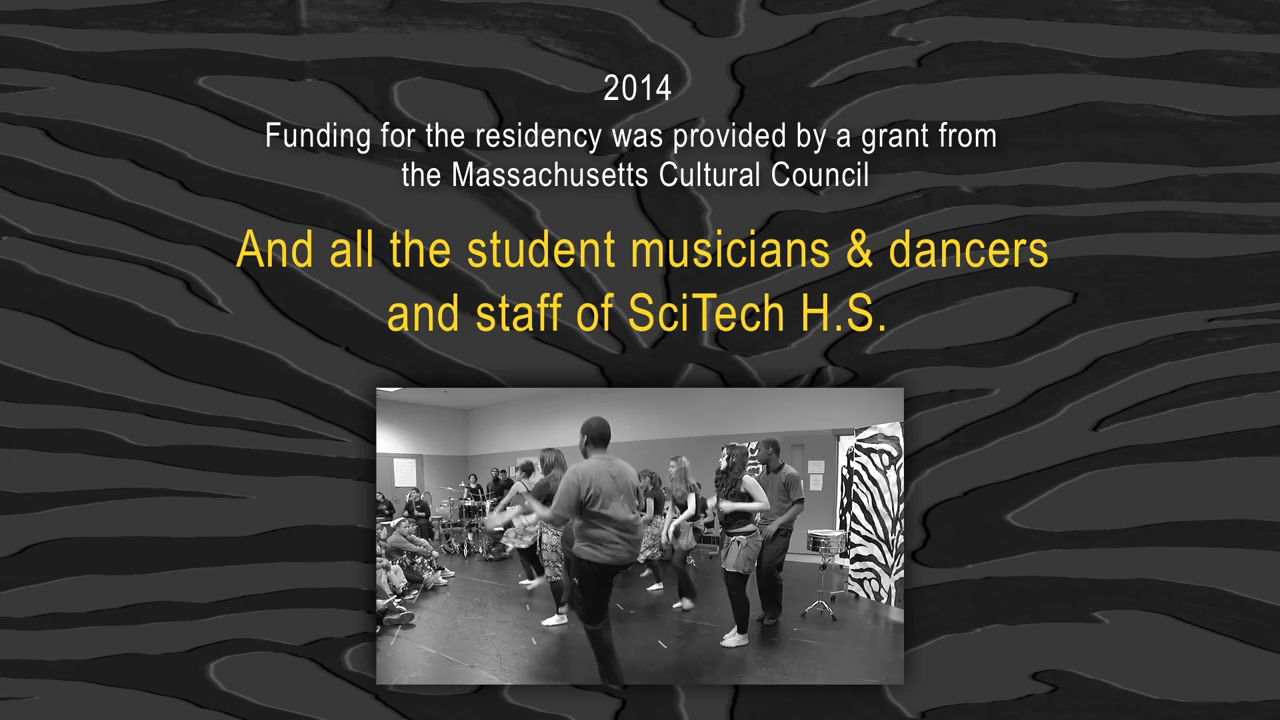 2014
Funding for the residency was provided by a grant from
the Massachusetts Cultural Council
And all the student musicians & dancers
and staff of SciTech H.S.